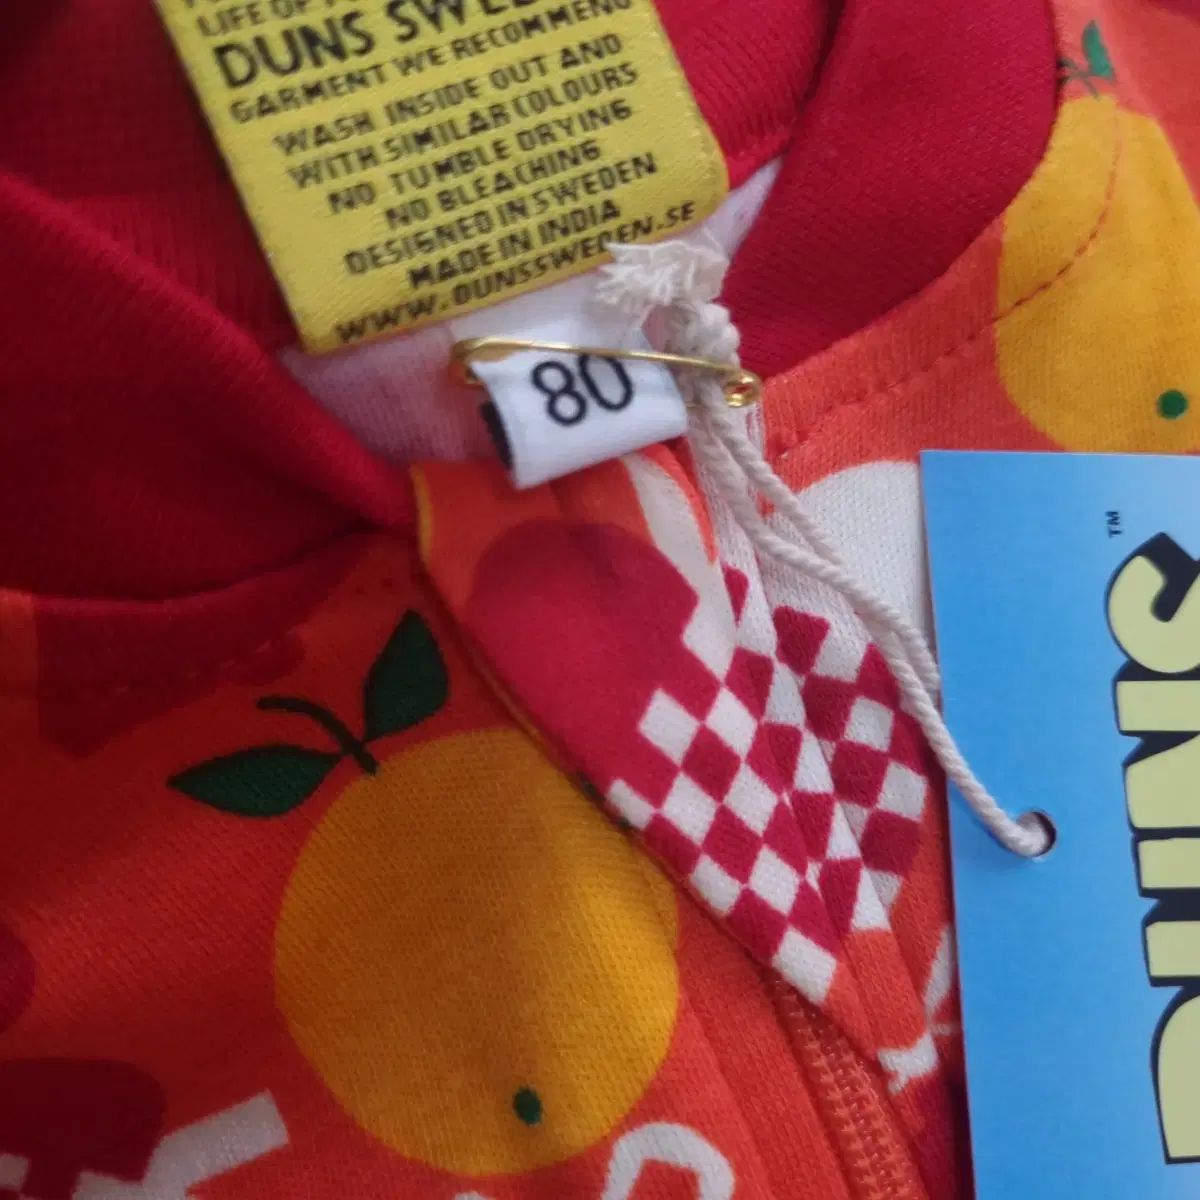 LIFE OF
DUNS SWE
GARMENT WE RECOMMEND
WASH INSIDE OUT AND
WITH SIMILAR COLOURS
NO TUMBLE DRYING
NO BLEACHING
DESIGNED IN SWEDEN
MADE IN INDIA
WWW.DUNSSWEDEN.SE
80
DUNS™